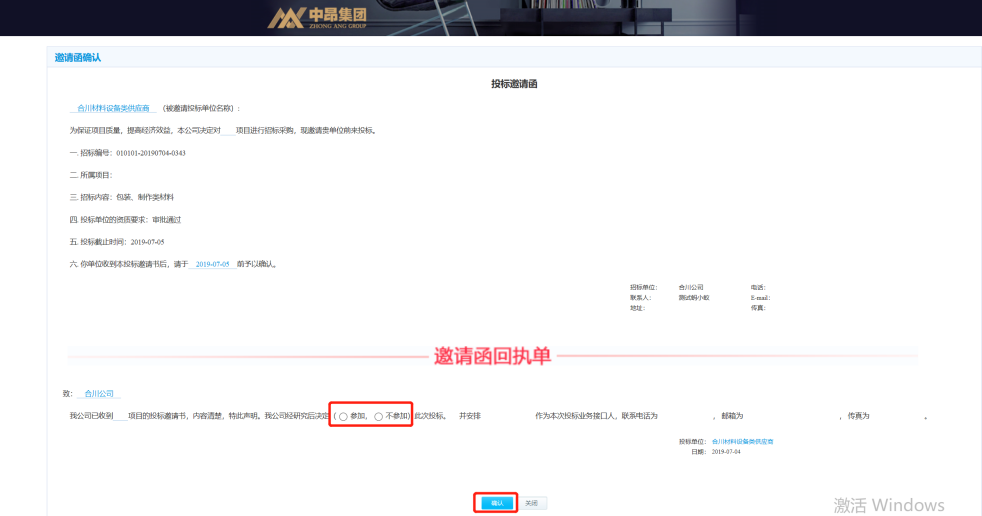 中昂集团
ZHONG ANG GROUP
邀请函确认
投标邀请函
合川材料设备类供应商 （被邀请投标单位名称）：
为保证项目质量，提高经济效益，本公司决定对 项目进行招标采购，现邀请贵单位前来投标。
一. 招标编号：010101-20190704-0343
二. 所属项目：
三. 招标内容：包装、制作类材料
四. 投标单位的资质要求：审批通过
五. 投标截止时间：2019-07-05
六. 你单位收到本投标邀请书后，请于 2019-07-05 前予以确认。
招标单位： 合川公司 电话：
联系人： 测试蚂小蚁 E-mail：
地址： 传真：
邀请函回执单
致： 合川公司
我公司已收到 项目的投标邀请书，内容清楚，特此声明。我公司经研究后决定（ 参加， 不参加）此次投标。 并安排 作为本次投标业务接口人，联系电话为 ，邮箱为 ，传真为 。
投标单位： 合川材料设备类供应商
日期： 2019-07-04
确认 关闭
激活 Windows